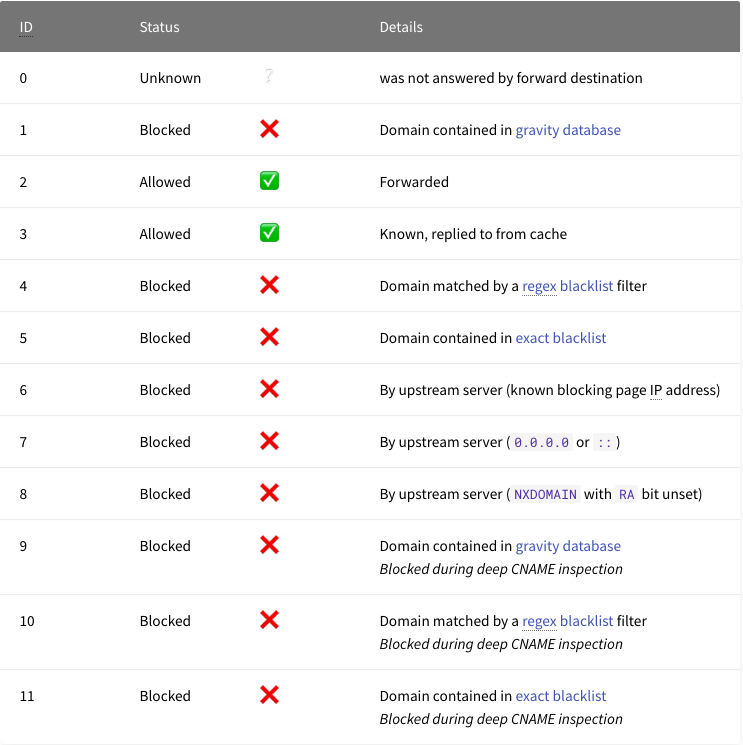 ID Status Details
0 Unknown ❔ was not answered by forward destination
1 Blocked ❌ Domain contained in gravity database
2 Allowed ✅ Forwarded
3 Allowed ✅ Known, replied to from cache
4 Blocked ❌ Domain matched by a regex blacklist filter
5 Blocked ❌ Domain contained in exact blacklist
6 Blocked ❌ By upstream server (known blocking page IP address)
7 Blocked ❌ By upstream server ( 0.0.0.0 or :: )
8 Blocked ❌ By upstream server ( NXDOMAIN with RA bit unset)
9 Blocked ❌ Domain contained in gravity database
Blocked during deep CNAME inspection
10 Blocked ❌ Domain matched by a regex blacklist filter
Blocked during deep CNAME inspection
11 Blocked ❌ Domain contained in exact blacklist
Blocked during deep CNAME inspection